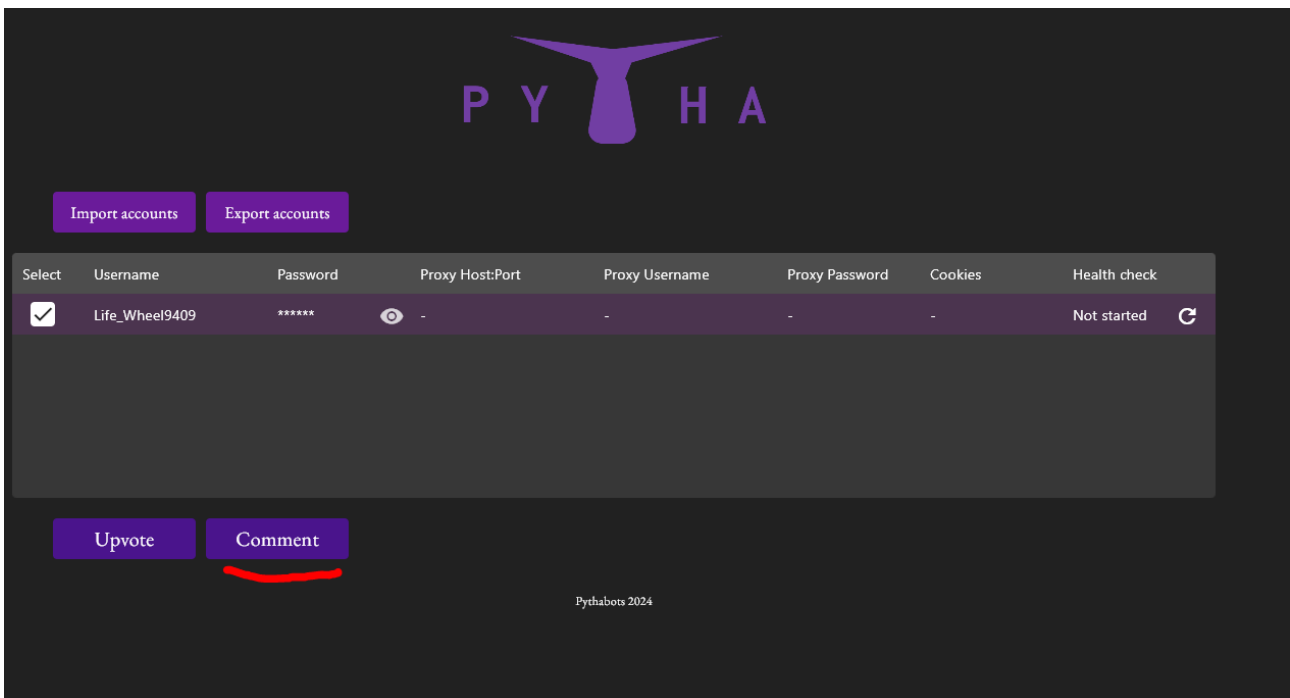 PYTHA
Import accounts Export accounts
Select Username Password Proxy Host:Port Proxy Username Proxy Password Cookies Health check
Life_Wheel9409 ****** - - - - Not started
Upvote Comment
Pythabots 2024